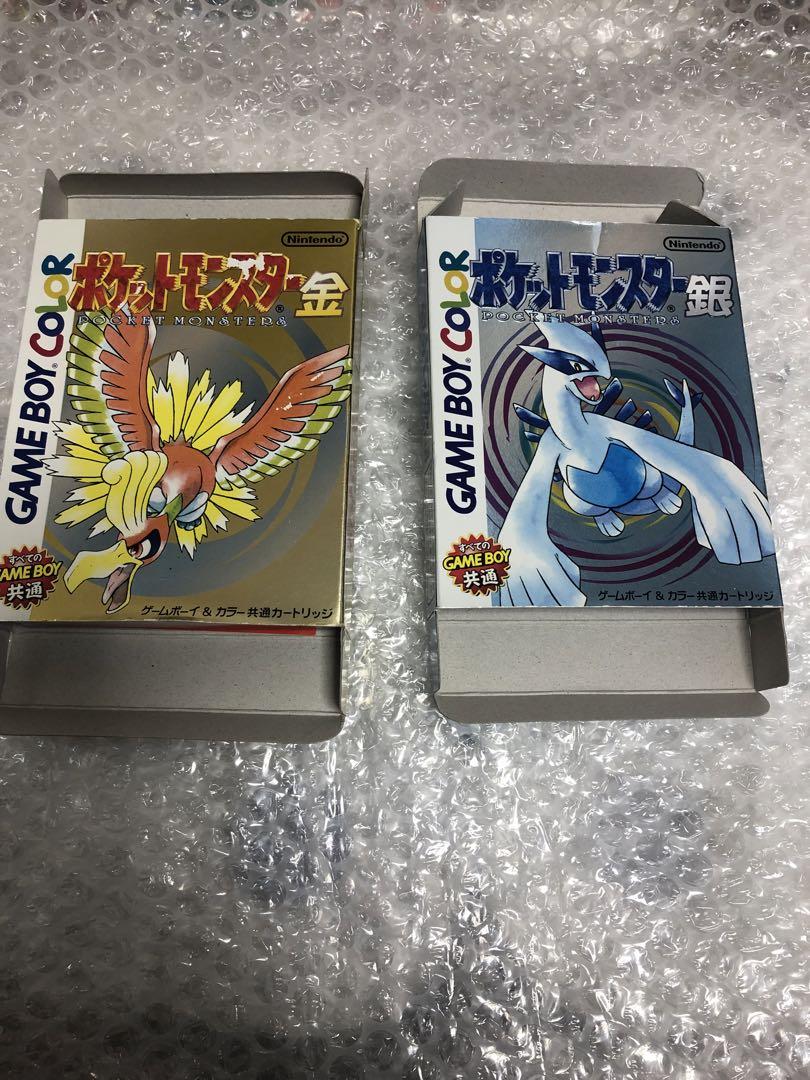 Nintendo
ポケットモンスター金
POCKET MONSTERS
GAME BOY COLOR
すべての
GAME BOY
共通
ゲームボーイ & カラー共通カートリッジ
Nintendo
ポケットモンスター銀
POCKET MONSTERS
GAME BOY COLOR
すべての
GAME BOY
共通
ゲームボーイ & カラー共通カートリッジ